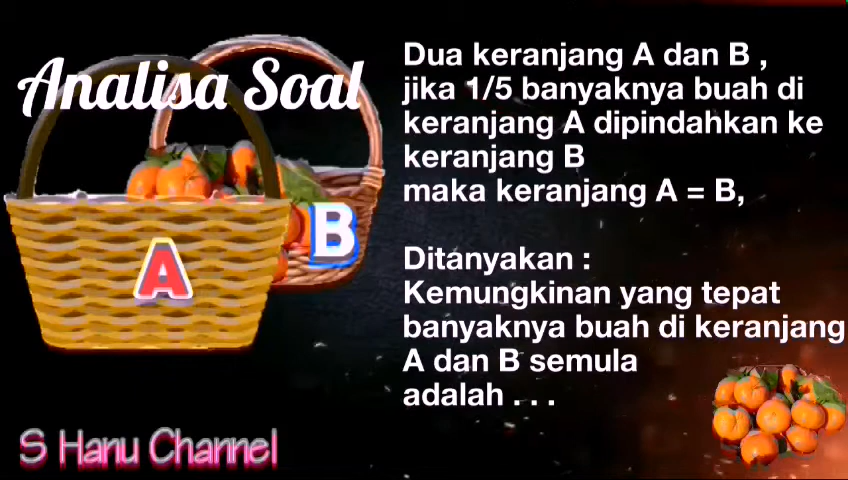 Analisa Soal
A
B
Dua keranjang A dan B ,
jika 1/5 banyaknya buah di
keranjang A dipindahkan ke
keranjang B
maka keranjang A = B,
Ditanyakan :
Kemungkinan yang tepat
banyaknya buah di keranjang
A dan B semula
adalah . . .
S Hanu Channel